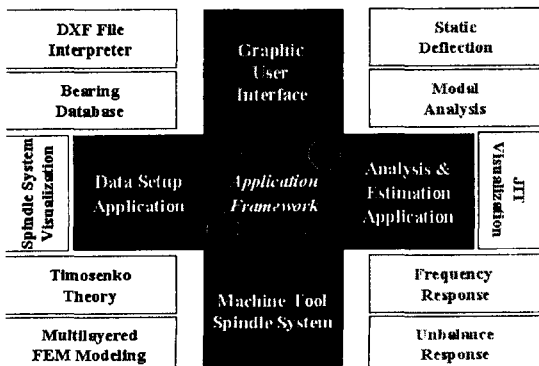 DXF File
Interpreter
Bearing
Database
Graphic
User
Interface
Static
Deflection
Modal
Analysis
Spindle System
Visualization
Data Setup
Application
Application
Framework
Analysis &
Estimation
Application
JIT
Visualization
Timosenko
Theory
Multilayered
FEM Modeling
Machine Tool
Spindle System
Frequency
Response
Unbalance
Response